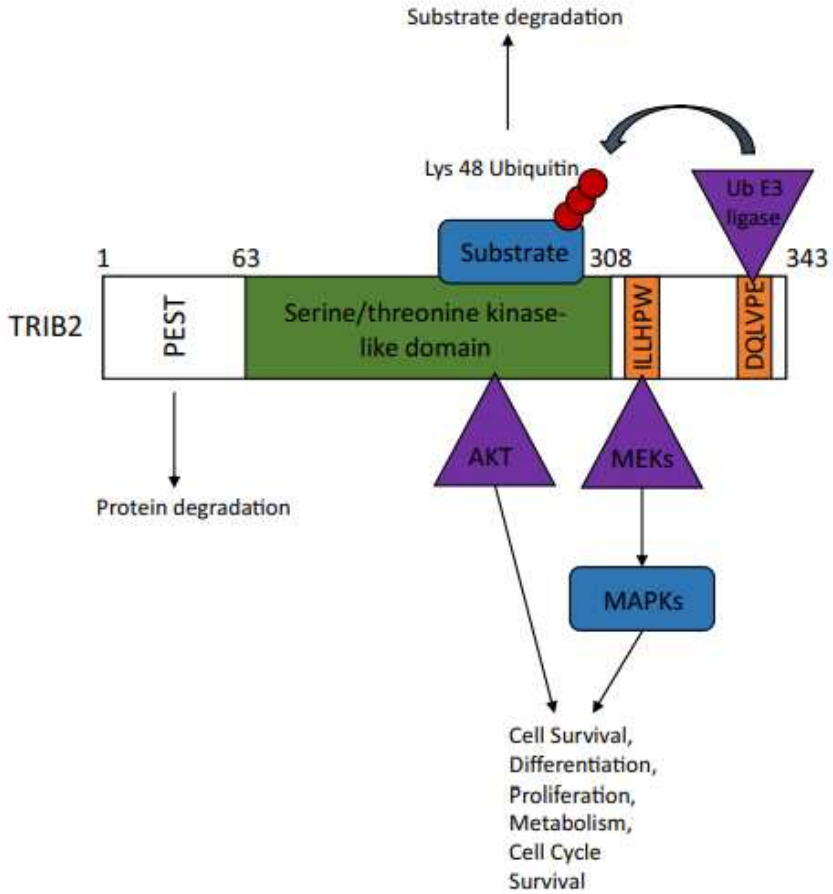 Substrate degradation
Lys 48 Ubiquitin
Ub E3
ligase
Substrate
1
63
308
343
TRIB2
PEST
Serine/threonine kinase-
like domain
ILLHPW
DQLVPE
AKT
MEKs
Protein degradation
MAPKs
Cell Survival,
Differentiation,
Proliferation,
Metabolism,
Cell Cycle
Survival